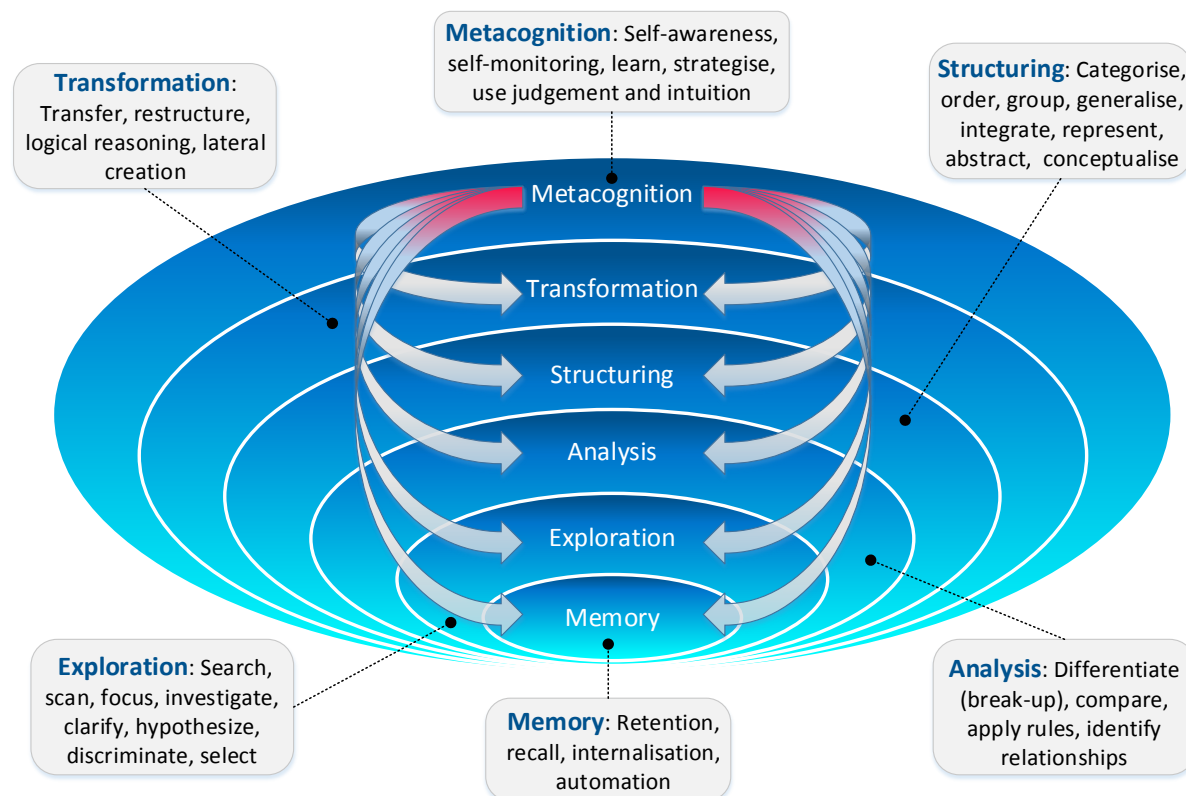 Metacognition: Self-awareness,
self-monitoring, learn, strategise,
use judgement and intuition
Transformation:
Transfer, restructure,
logical reasoning, lateral
creation
Structuring: Categorise,
order, group, generalise,
integrate, represent,
abstract, conceptualise
Metacognition
Transformation
Structuring
Analysis
Exploration
Memory
Exploration: Search,
scan, focus, investigate,
clarify, hypothesize,
discriminate, select
Memory: Retention,
recall, internalisation,
automation
Analysis: Differentiate
(break-up), compare,
apply rules, identify
relationships